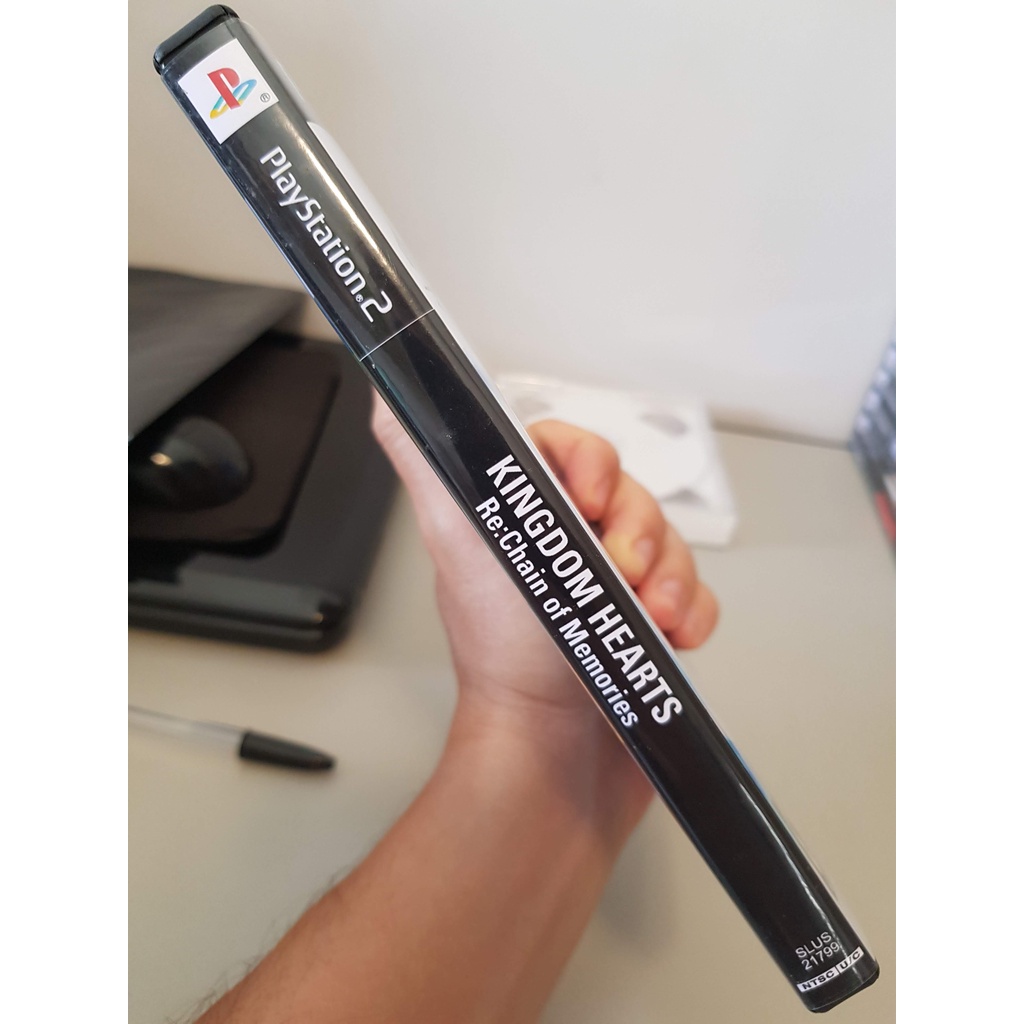 ®
PlayStation®2
KINGDOM HEARTS
Re:Chain of Memories
SLUS
21799
NTSC U/C